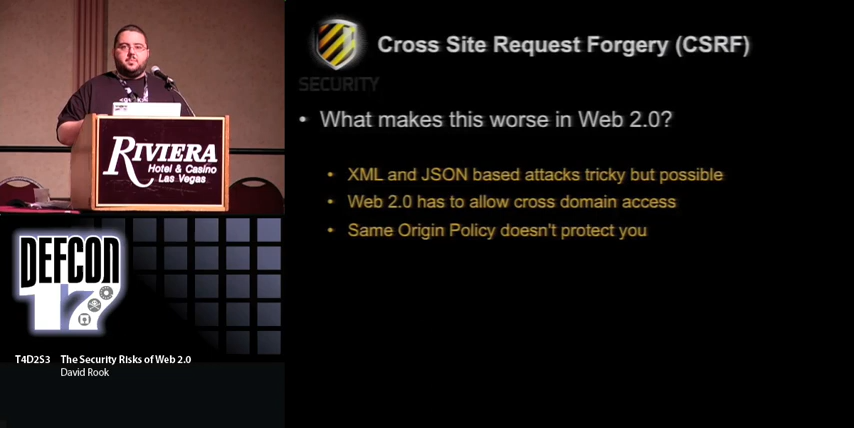 RIVIERA
Hotel & Casino
Las Vegas
DEFCON
17
T4D2S3 The Security Risks of Web 2.0
David Rook
SECURITY
Cross Site Request Forgery (CSRF)
• What makes this worse in Web 2.0?
• XML and JSON based attacks tricky but possible
• Web 2.0 has to allow cross domain access
• Same Origin Policy doesn't protect you